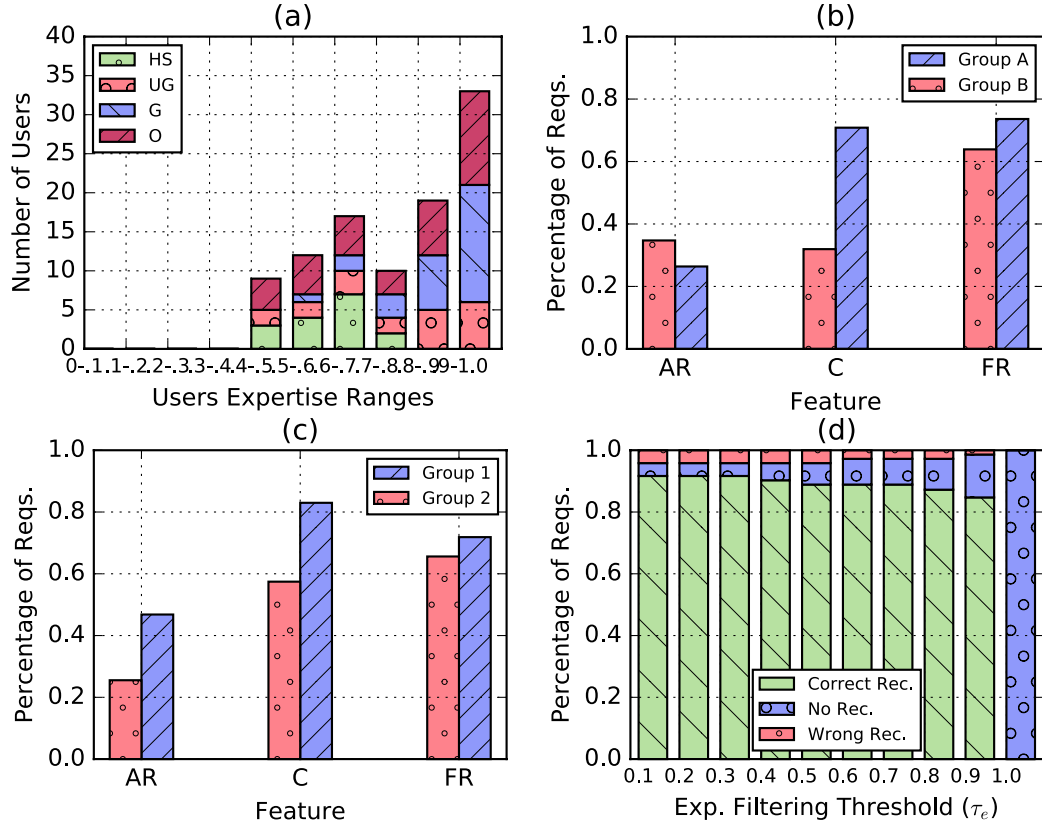 (a)
40
35
30
25
20
15
10
5
0
Number of Users
HS
UG
G
O
0-.1 .1-.2 .2-.3 .3-.4 .4-.5 .5-.6 .6-.7 .7-.8 .8-.9 .9-1.0
Users Expertise Ranges
(b)
1.0
0.8
0.6
0.4
0.2
0.0
Percentage of Reqs.
Group A
Group B
AR C FR
Feature
(c)
1.0
0.8
0.6
0.4
0.2
0.0
Percentage of Reqs.
Group 1
Group 2
AR C FR
Feature
(d)
1.0
0.8
0.6
0.4
0.2
0.0
Percentage of Reqs.
Correct Rec.
No Rec.
Wrong Rec.
0.1 0.2 0.3 0.4 0.5 0.6 0.7 0.8 0.9 1.0
Exp. Filtering Threshold (τe)